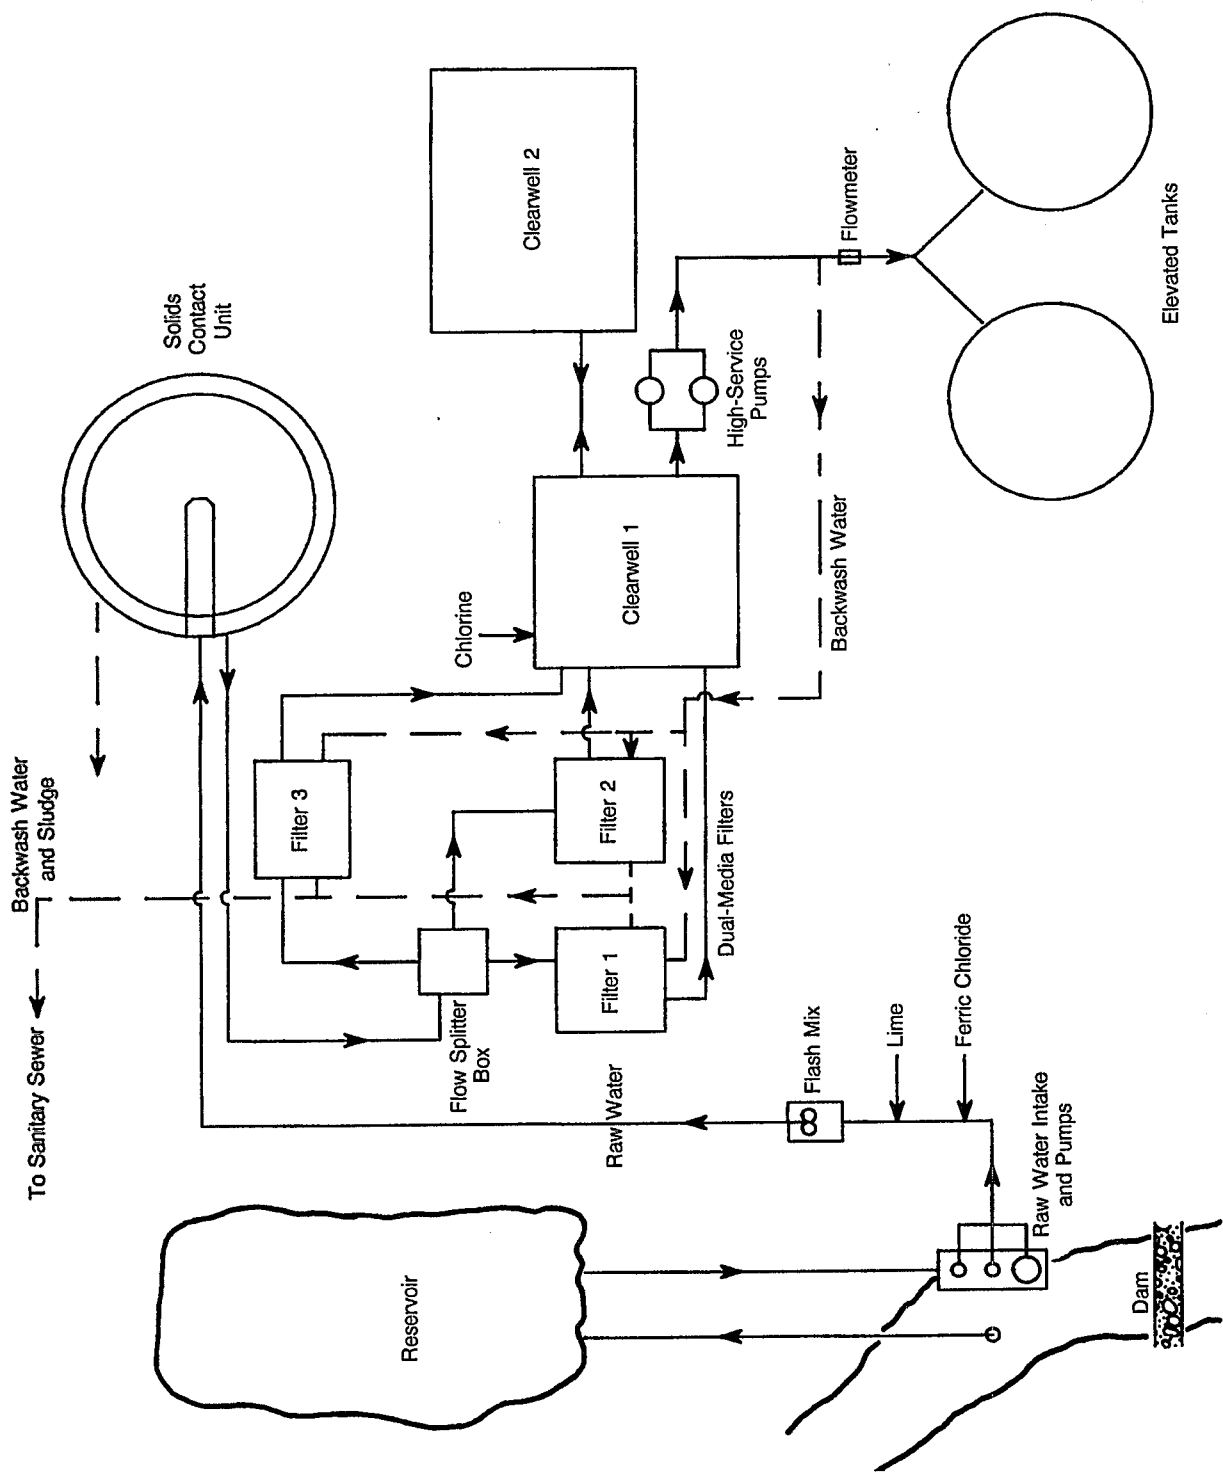 To Sanitary Sewer
Backwash Water
and Sludge
Solids
Contact
Unit
Reservoir
Raw Water
Flow Splitter
Box
Filter 3
Filter 2
Filter 1
Chlorine
Clearwell 1
Clearwell 2
Dual-Media Filters
Backwash Water
High-Service
Pumps
Flowmeter
Flash Mix
Lime
Ferric Chloride
Raw Water Intake
and Pumps
Dam
Elevated Tanks